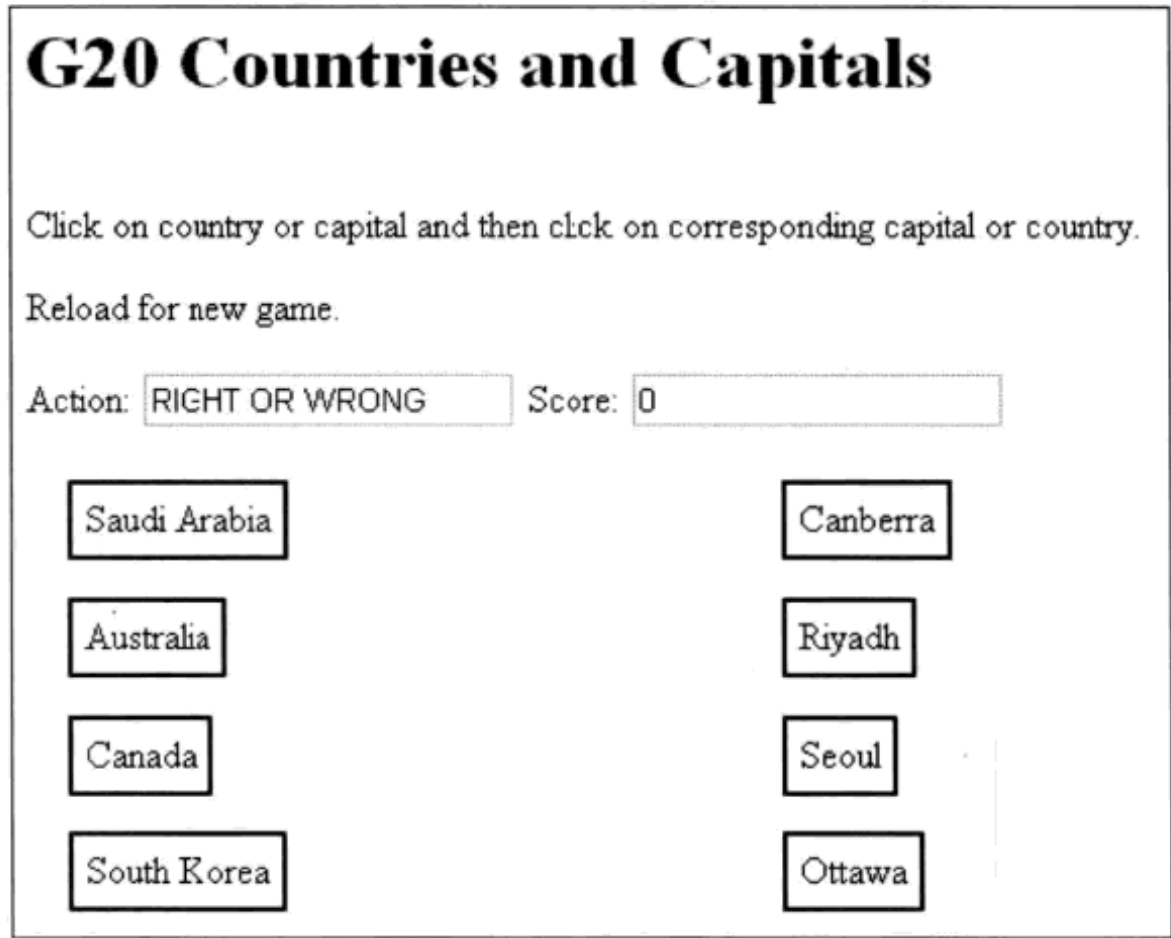 G20 Countries and Capitals
Click on country or capital and then clck on corresponding capital or country.
Reload for new game.
Action: RIGHT OR WRONG Score: 0
Saudi Arabia Canberra
Australia Riyadh
Canada Seoul
South Korea Ottawa